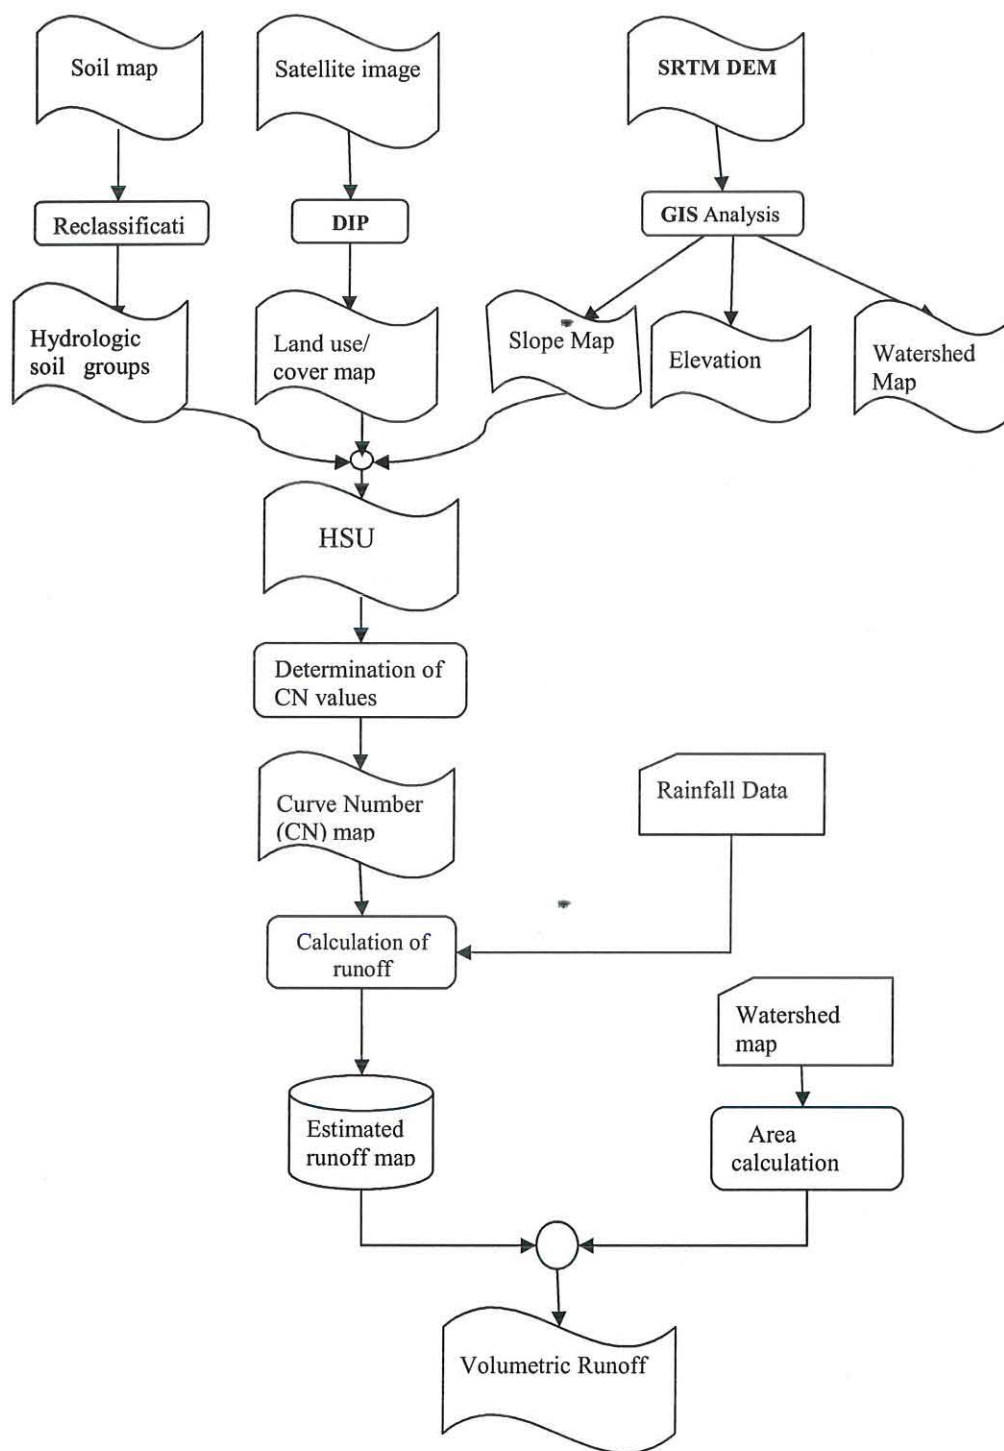 Soil map
Satellite image
SRTM DEM
Reclassificati
DIP
GIS Analysis
Hydrologic
soil groups
Land use/
cover map
Slope Map
Elevation
Watershed
Map
HSU
Determination of
CN values
Curve Number
(CN) map
Rainfall Data
Calculation of
runoff
Watershed
map
Estimated
runoff map
Area
calculation
Volumetric Runoff